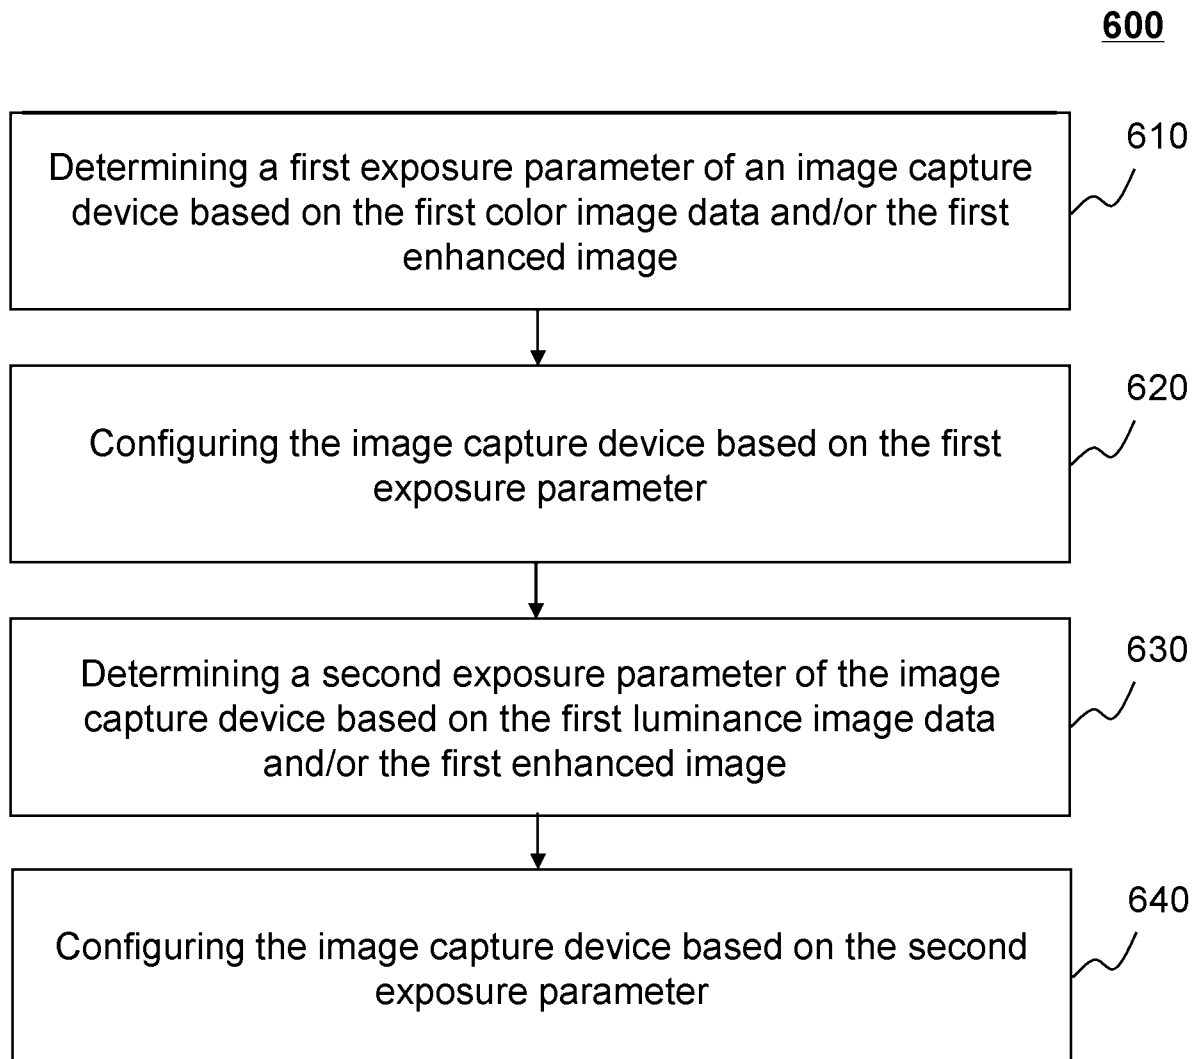 600
610
Determining a first exposure parameter of an image capture
device based on the first color image data and/or the first
enhanced image
620
Configuring the image capture device based on the first
exposure parameter
630
Determining a second exposure parameter of the image
capture device based on the first luminance image data
and/or the first enhanced image
640
Configuring the image capture device based on the second
exposure parameter